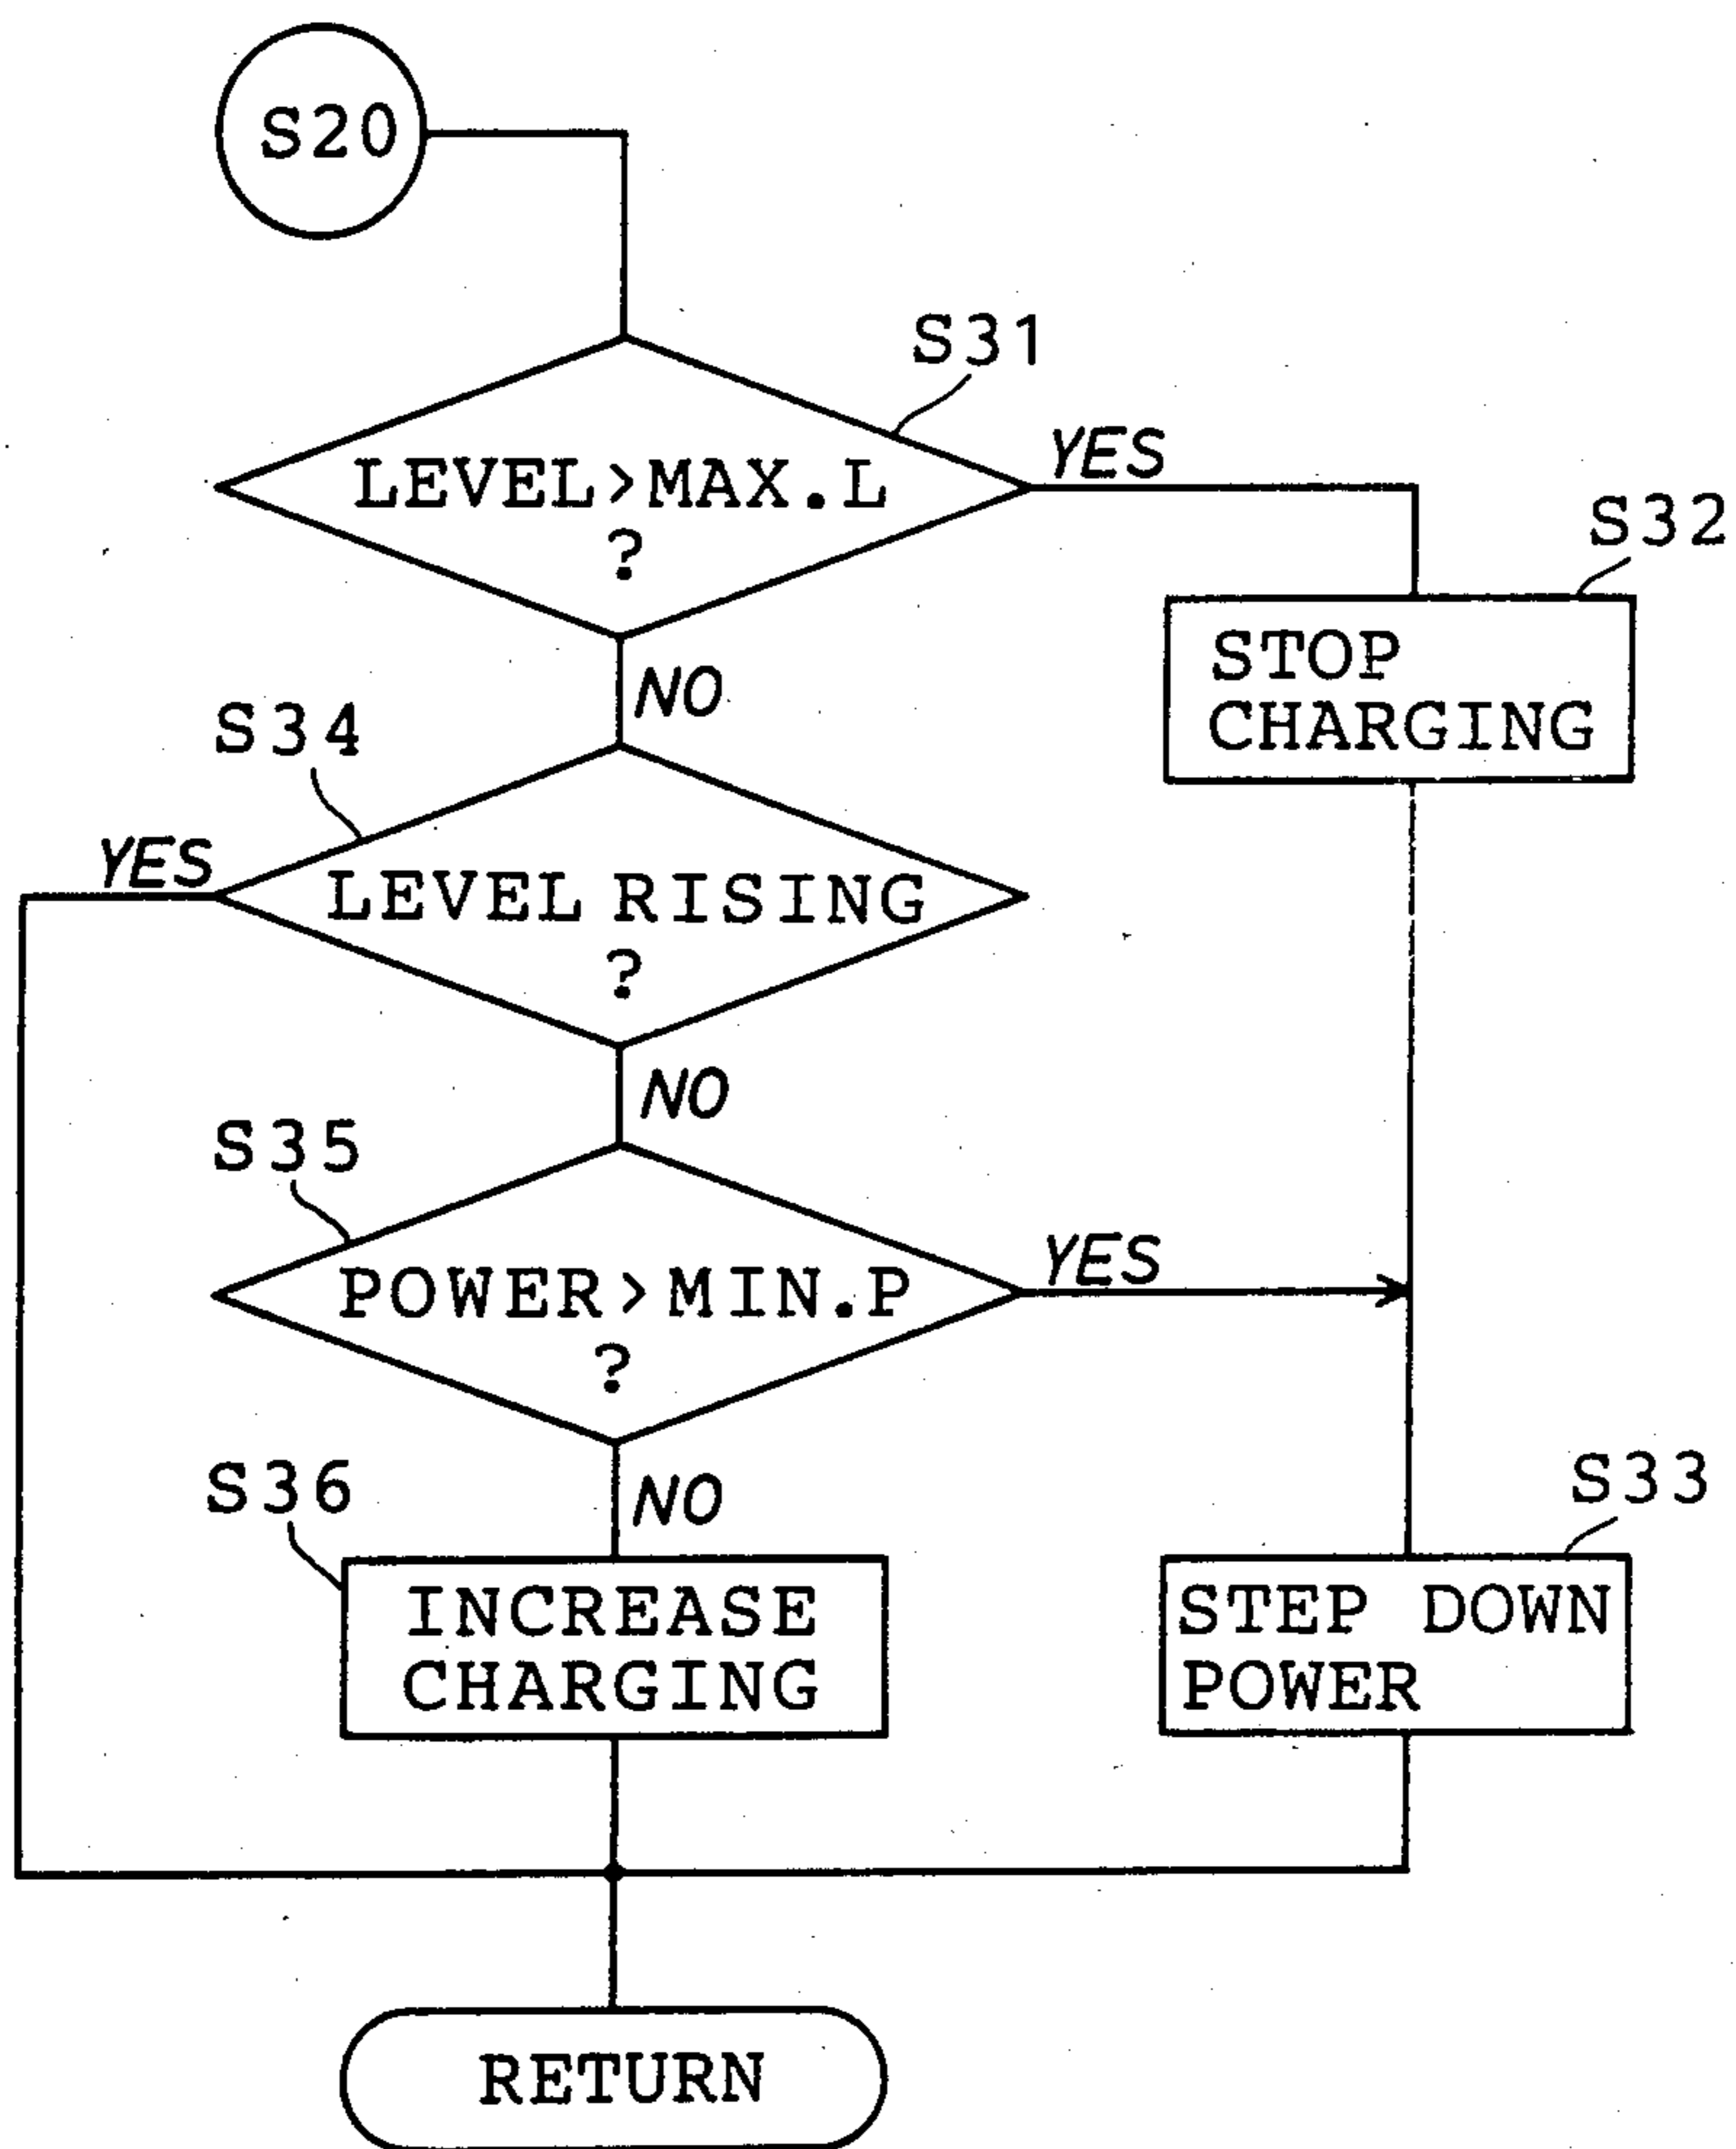 S20
S31
LEVEL>MAX.L
?
YES
S32
STOP
CHARGING
NO
S34
YES
LEVEL RISING
?
NO
S35
POWER>MIN.P
?
YES
S36
NO
INCREASE
CHARGING
S33
STEP DOWN
POWER
RETURN